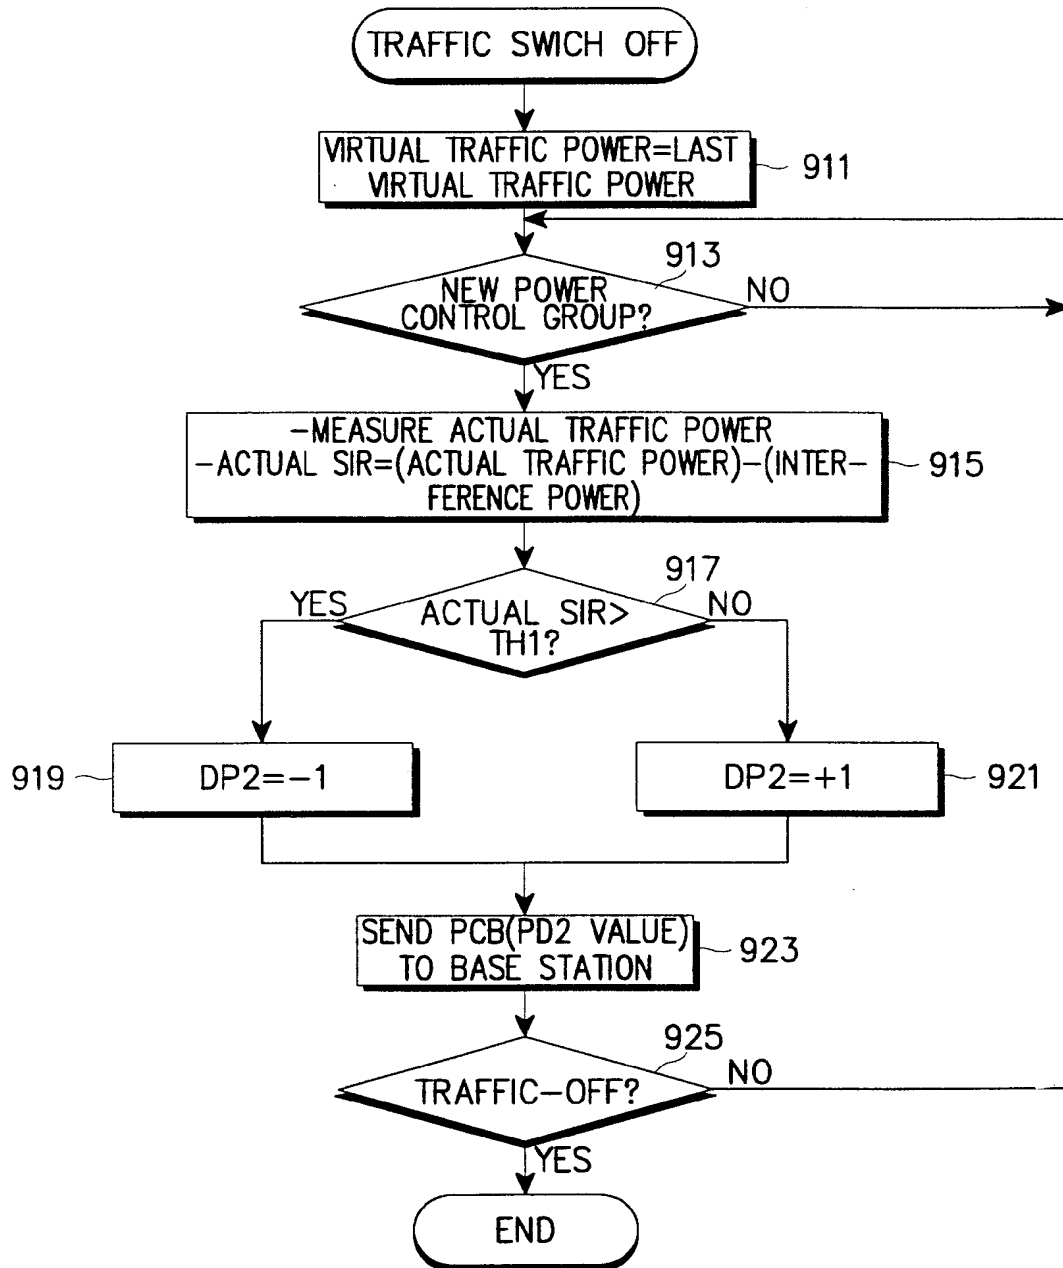 TRAFFIC SWICH OFF
VIRTUAL TRAFFIC POWER=LAST
VIRTUAL TRAFFIC POWER
911
913
NEW POWER
CONTROL GROUP?
NO
YES
-MEASURE ACTUAL TRAFFIC POWER
-ACTUAL SIR=(ACTUAL TRAFFIC POWER)-(INTER-
FERENCE POWER)
915
917
YES
ACTUAL SIR>
TH1?
NO
919
DP2=-1
DP2=+1
921
SEND PCB(PD2 VALUE)
TO BASE STATION
923
925
TRAFFIC-OFF?
NO
YES
END